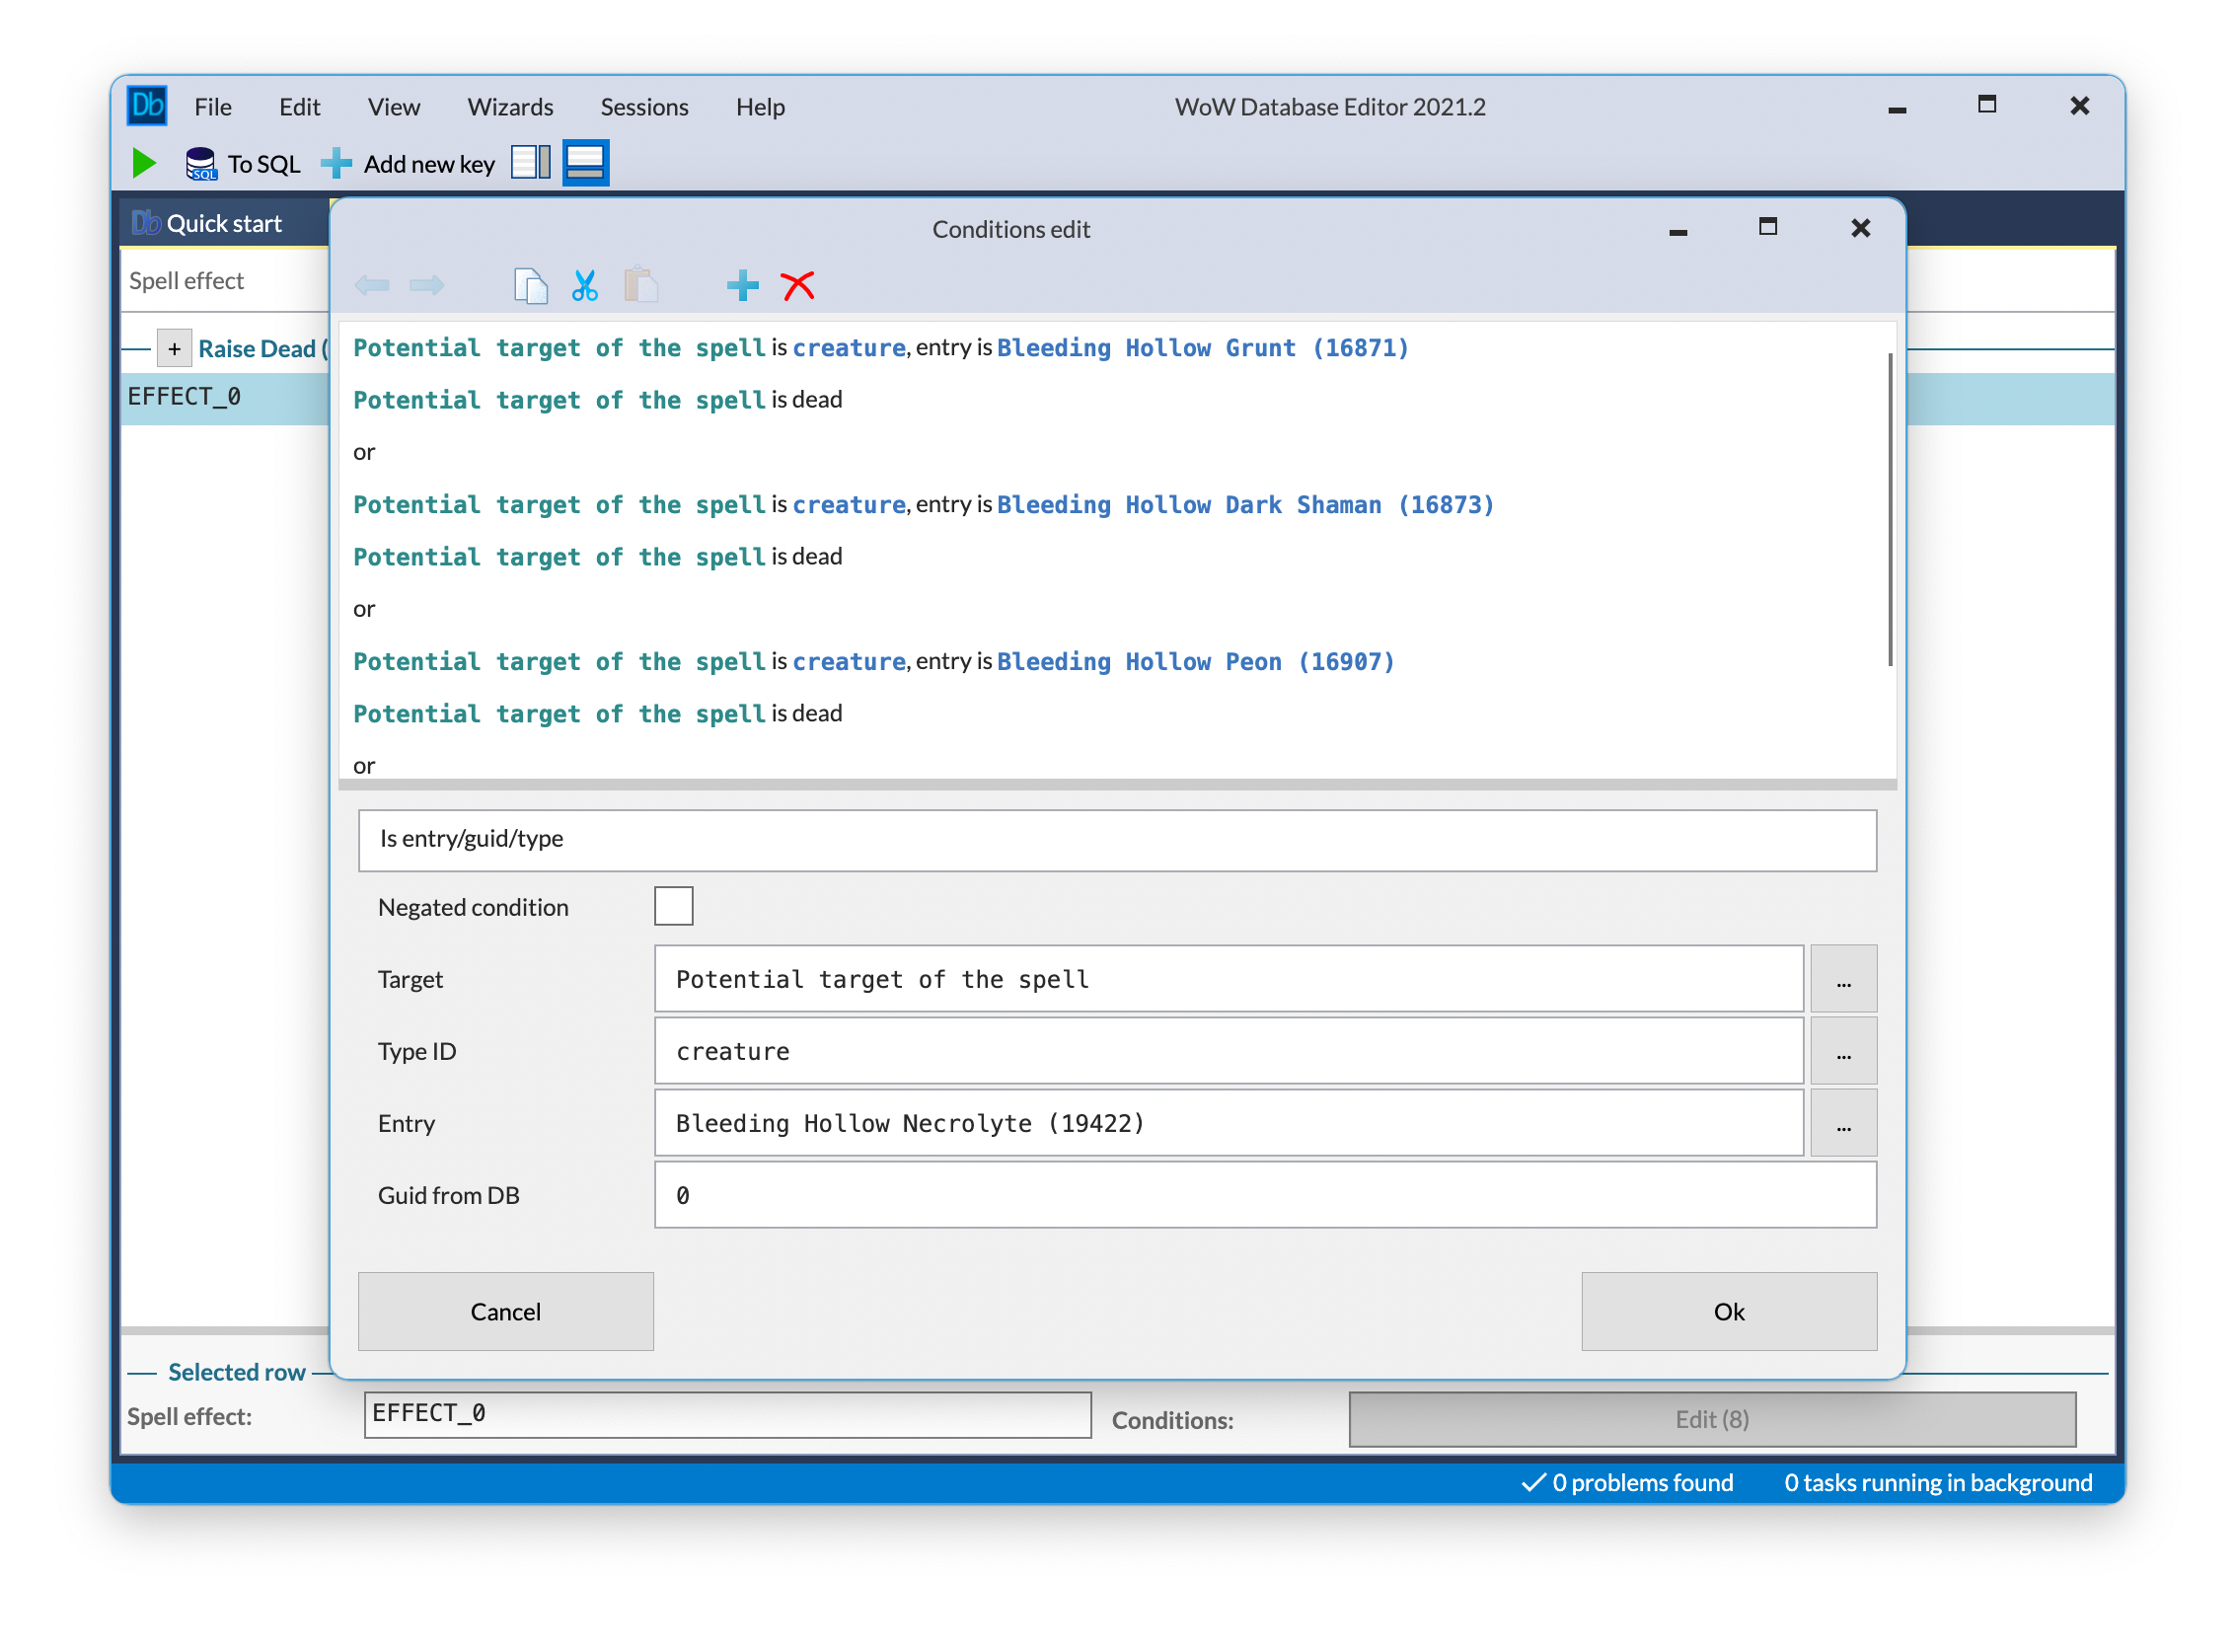 Db File Edit View Wizards Sessions Help WoW Database Editor 2021.2
SQL To SQL Add new key
Db Quick start
Conditions edit
Spell effect
+ Raise Dead (
EFFECT_0
Potential target of the spell is creature, entry is Bleeding Hollow Grunt (16871)
Potential target of the spell is dead
or
Potential target of the spell is creature, entry is Bleeding Hollow Dark Shaman (16873)
Potential target of the spell is dead
or
Potential target of the spell is creature, entry is Bleeding Hollow Peon (16907)
Potential target of the spell is dead
or
Is entry/guid/type
Negated condition
Target Potential target of the spell ...
Type ID creature ...
Entry Bleeding Hollow Necrolyte (19422) ...
Guid from DB 0
Cancel Ok
Selected row
Spell effect: EFFECT_0 Conditions: Edit (8)
0 problems found 0 tasks running in background